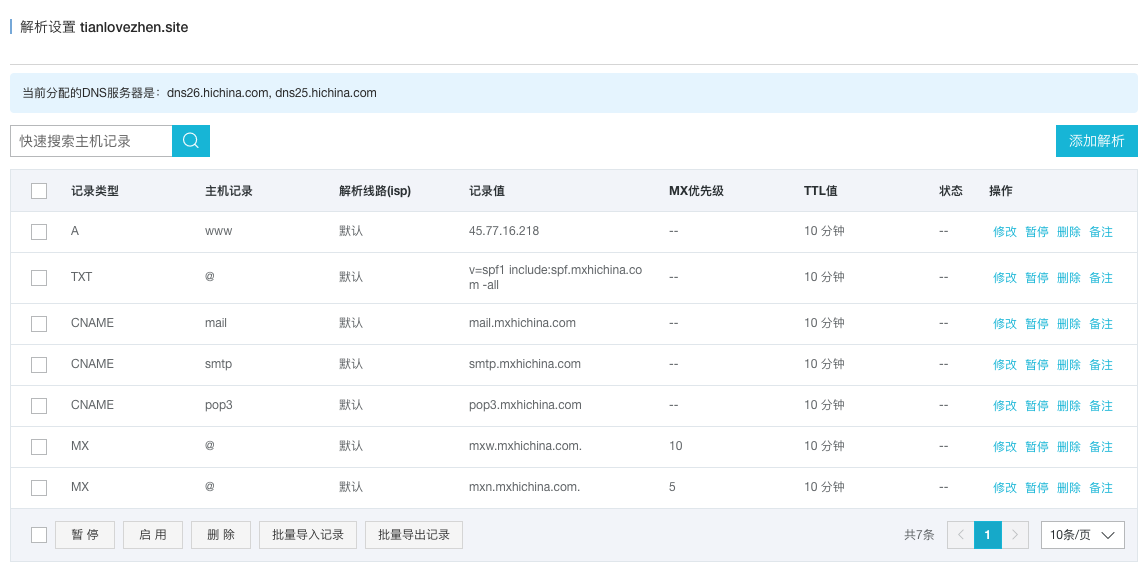 解析设置 tianlovezhen.site
当前分配的DNS服务器是：dns26.hichina.com, dns25.hichina.com
快速搜索主机记录 添加解析
记录类型 主机记录 解析线路(isp) 记录值 MX优先级 TTL值 状态 操作
A www 默认 45.77.16.218 -- 10 分钟 -- 修改 暂停 删除 备注
TXT @ 默认 v=spf1 include:spf.mxhichina.co -- 10 分钟 -- 修改 暂停 删除 备注
m -all
CNAME mail 默认 mail.mxhichina.com -- 10 分钟 -- 修改 暂停 删除 备注
CNAME smtp 默认 smtp.mxhichina.com -- 10 分钟 -- 修改 暂停 删除 备注
CNAME pop3 默认 pop3.mxhichina.com -- 10 分钟 -- 修改 暂停 删除 备注
MX @ 默认 mxw.mxhichina.com. 10 10 分钟 -- 修改 暂停 删除 备注
MX @ 默认 mxn.mxhichina.com. 5 10 分钟 -- 修改 暂停 删除 备注
暂 停 启 用 删 除 批量导入记录 批量导出记录 共7条 1 10条/页